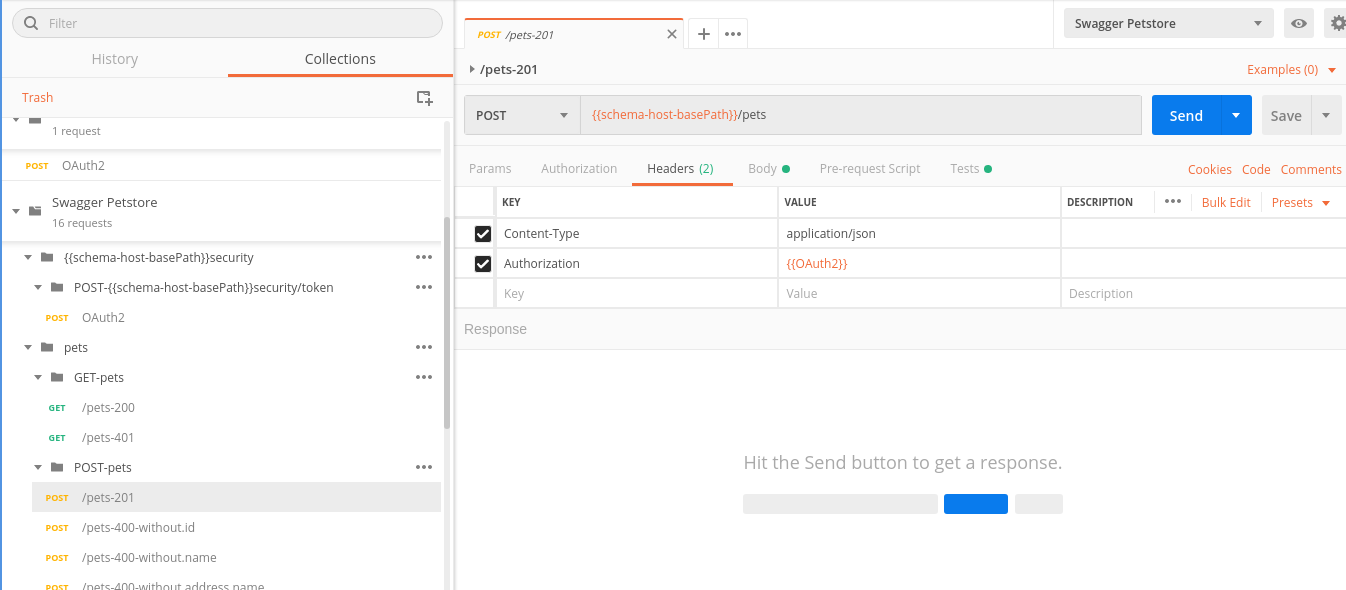 Filter
History
Collections
Trash
1 request
POST OAuth2
Swagger Petstore
16 requests
{{schema-host-basePath}}security
POST-{{schema-host-basePath}}security/token
POST OAuth2
pets
GET-pets
GET /pets-200
GET /pets-401
POST-pets
POST /pets-201
POST /pets-400-without.id
POST /pets-400-without.name
POST /pets-400-without.address.name
POST /pets-201
Swagger Petstore
/pets-201
Examples (0)
POST
{{schema-host-basePath}}/pets
Send
Save
Params
Authorization
Headers (2)
Body
Pre-request Script
Tests
Cookies
Code
Comments
KEY
VALUE
DESCRIPTION
Bulk Edit
Presets
Content-Type
application/json
Authorization
{{OAuth2}}
Key
Value
Description
Response
Hit the Send button to get a response.